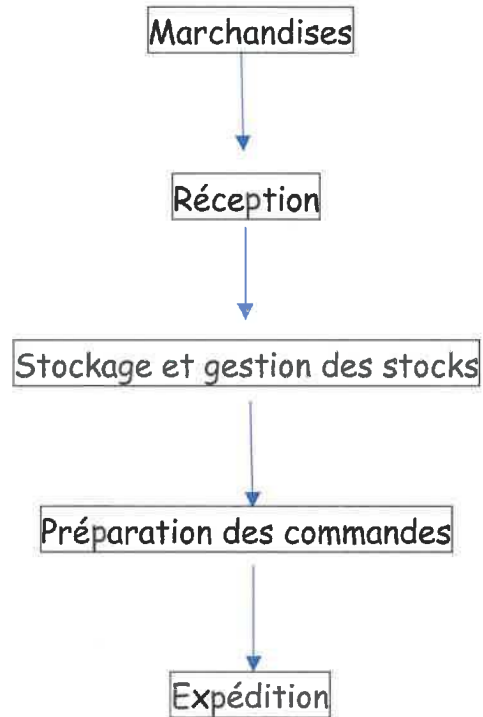 Marchandises
Réception
Stockage et gestion des stocks
Préparation des commandes
Expédition